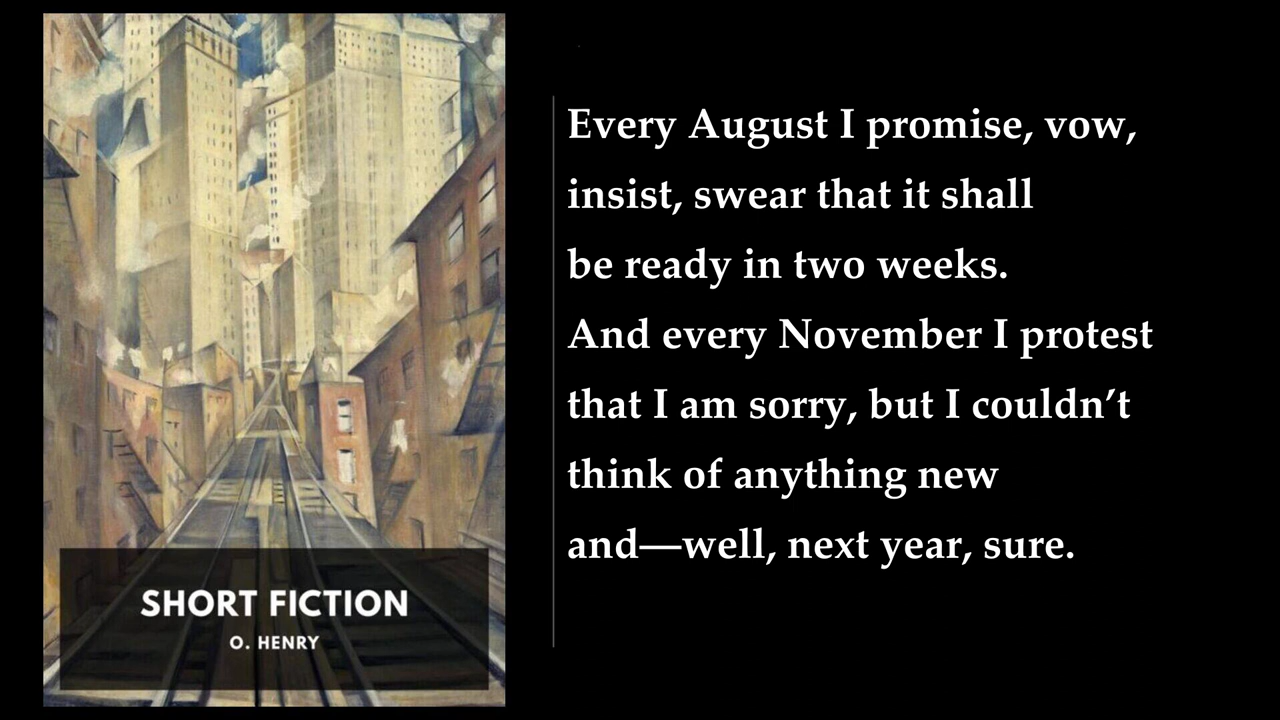 SHORT FICTION
O. HENRY
Every August I promise, vow,
insist, swear that it shall
be ready in two weeks.
And every November I protest
that I am sorry, but I couldn’t
think of anything new
and—well, next year, sure.